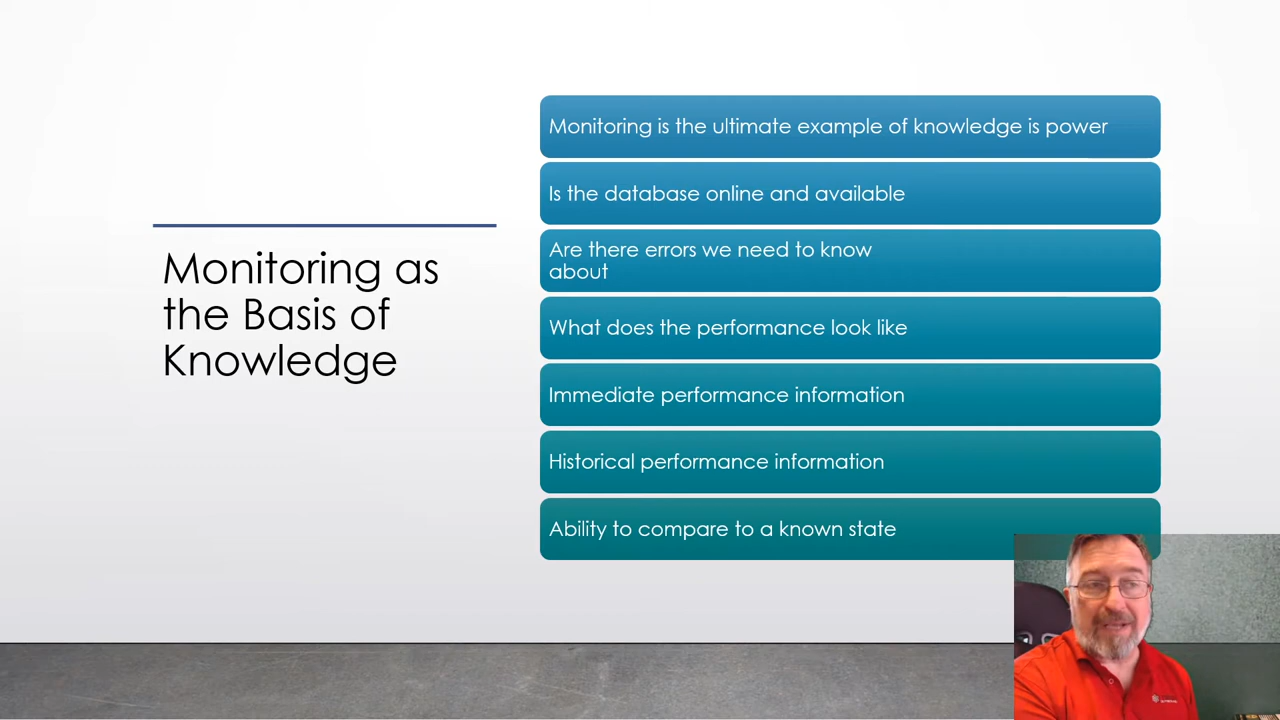 Monitoring as
the Basis of
Knowledge
Monitoring is the ultimate example of knowledge is power
Is the database online and available
Are there errors we need to know
about
What does the performance look like
Immediate performance information
Historical performance information
Ability to compare to a known state